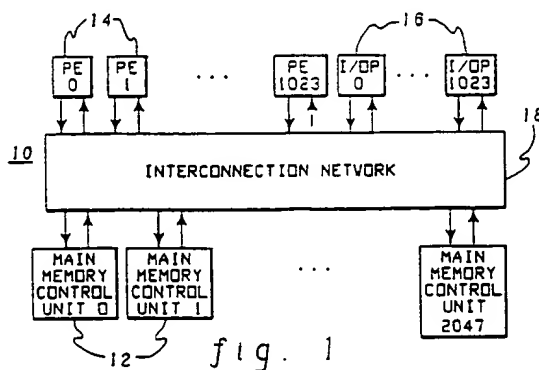 14
16
PE 0
PE 1
...
PE 1023
I/OP 0
...
I/OP 1023
18
10
INTERCONNECTION NETWORK
MAIN MEMORY CONTROL UNIT 0
MAIN MEMORY CONTROL UNIT 1
...
MAIN MEMORY CONTROL UNIT 2047
12
fig. 1